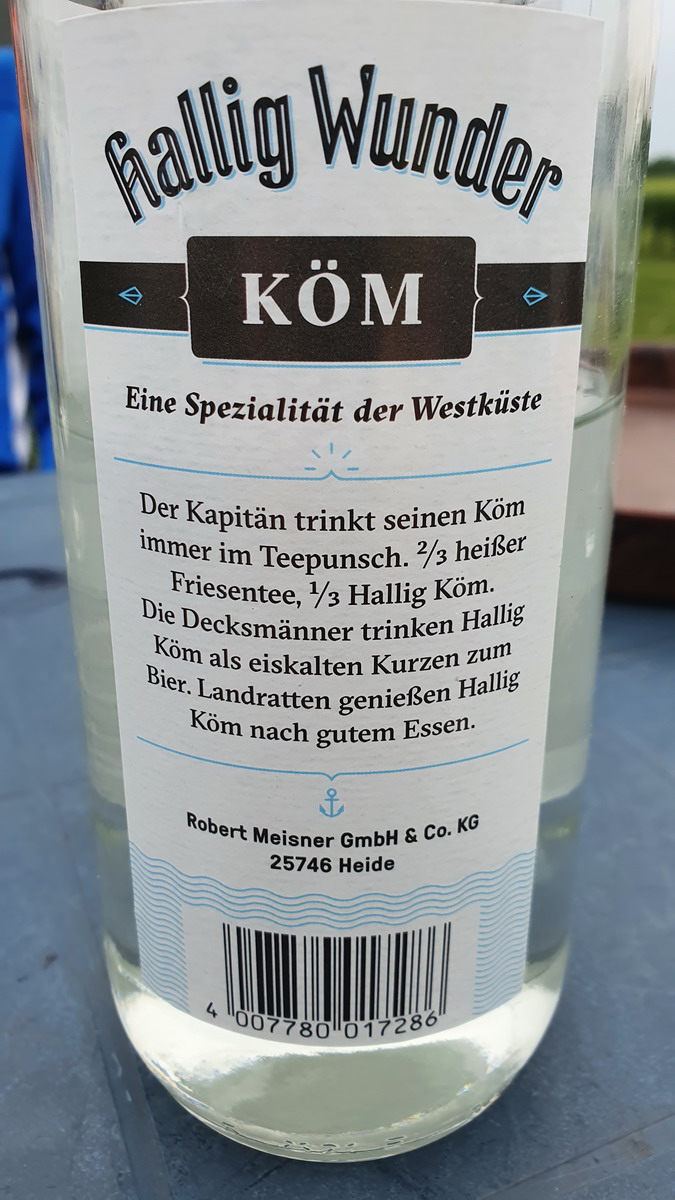 hallig Wunder
KÖM
Eine Spezialität der Westküste
Der Kapitän trinkt seinen Köm
immer im Teepunsch. ⅔ heißer
Friesentee, ⅓ Hallig Köm.
Die Decksmänner trinken Hallig
Köm als eiskalten Kurzen zum
Bier. Landratten genießen Hallig
Köm nach gutem Essen.
Robert Meisner GmbH & Co. KG
25746 Heide
4 007780 017286